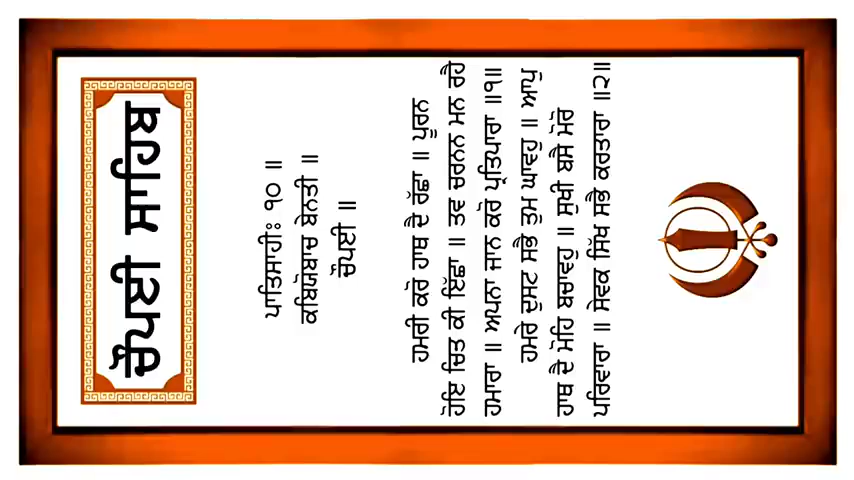 ਚੌਪਈ ਸਾਹਿਬ
ਪਾਤਿਸਾਹੀਃ ੧੦ ॥
ਕਬਿਯੋਬਾਚ ਬੇਨਤੀ ॥
ਚੌਪਈ ॥
ਹਮਰੀ ਕਰੋ ਹਾਥ ਦੈ ਰੱਛਾ ॥ ਪੂਰਨ
ਹੋਇ ਚਿਤ ਕੀ ਇੱਛਾ ॥ ਤਵ ਚਰਨਨ ਮਨ ਰਹੈ
ਹਮਾਰਾ ॥ ਅਪਨਾ ਜਾਨ ਕਰੋ ਪ੍ਰਤਿਪਾਰਾ ॥੧॥
ਹਮਰੇ ਦੁਸਟ ਸਭੈ ਤੁਮ ਘਾਵਹੁ ॥ ਆਪੁ
ਹਾਥ ਦੈ ਮੋਹਿ ਬਚਾਵਹੁ ॥ ਸੁਖੀ ਬਸੈ ਮੋਰੋ
ਪਰਿਵਾਰਾ ॥ ਸੇਵਕ ਸਿੱਖ ਸਭੈ ਕਰਤਾਰਾ ॥੨॥